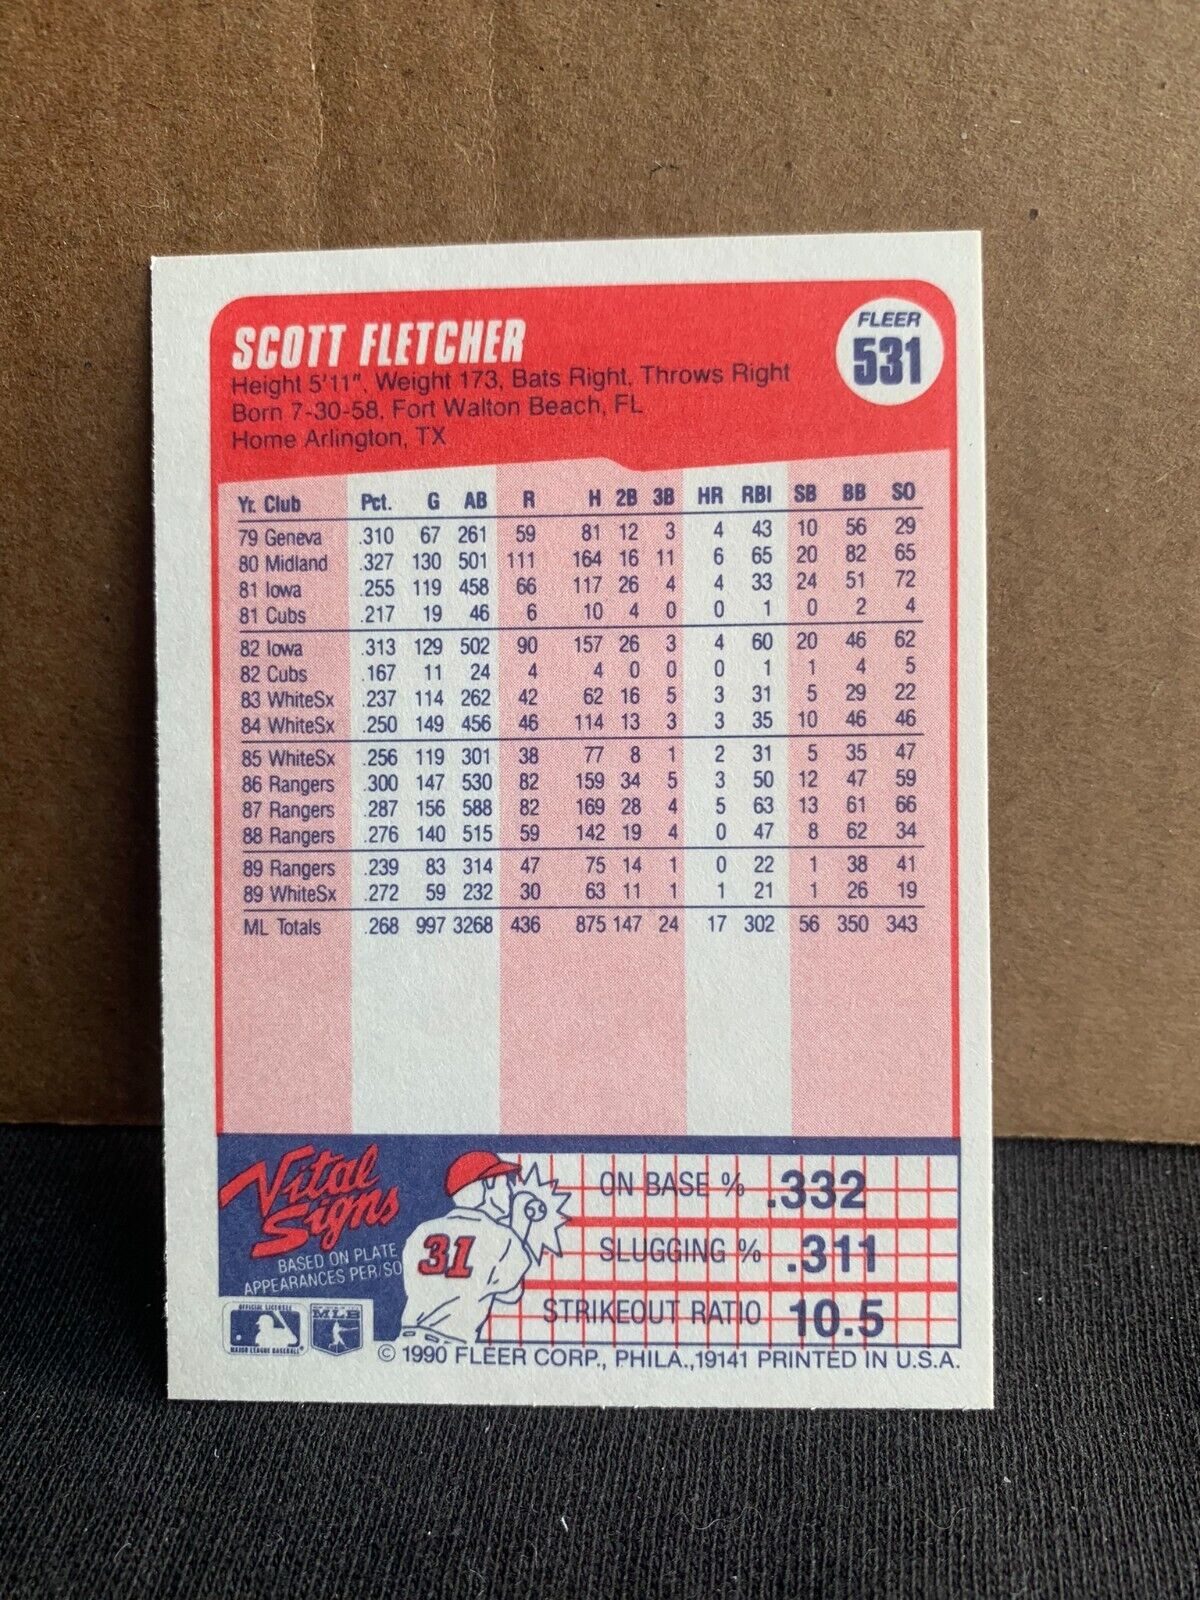 SCOTT FLETCHER
FLEER
531
Height 5'11", Weight 173, Bats Right, Throws Right
Born 7-30-58, Fort Walton Beach, FL
Home Arlington, TX
Yr. Club Pct. G AB R H 2B 3B HR RBI SB BB SO
79 Geneva .310 67 261 59 81 12 3 4 43 10 56 29
80 Midland .327 130 501 111 164 16 11 6 65 20 82 65
81 Iowa .255 119 458 66 117 26 4 4 33 24 51 72
81 Cubs .217 19 46 6 10 4 0 0 1 0 2 4
82 Iowa .313 129 502 90 157 26 3 4 60 20 46 62
82 Cubs .167 11 24 4 4 0 0 0 1 1 4 5
83 WhiteSx .237 114 262 42 62 16 5 3 31 5 29 22
84 WhiteSx .250 149 456 46 114 13 3 3 35 10 46 46
85 WhiteSx .256 119 301 38 77 8 1 2 31 5 35 47
86 Rangers .300 147 530 82 159 34 5 3 50 12 47 59
87 Rangers .287 156 588 82 169 28 4 5 63 13 61 66
88 Rangers .276 140 515 59 142 19 4 0 47 8 62 34
89 Rangers .239 83 314 47 75 14 1 0 22 1 38 41
89 WhiteSx .272 59 232 30 63 11 1 1 21 1 26 19
ML Totals .268 997 3268 436 875 147 24 17 302 56 350 343
Vital
Signs
BASED ON PLATE
APPEARANCES PER/SO
31
ON BASE % .332
SLUGGING % .311
STRIKEOUT RATIO 10.5
OFFICIAL LICENSEE
MAJOR LEAGUE BASEBALL
MLB
© 1990 FLEER CORP., PHILA.,19141 PRINTED IN U.S.A.